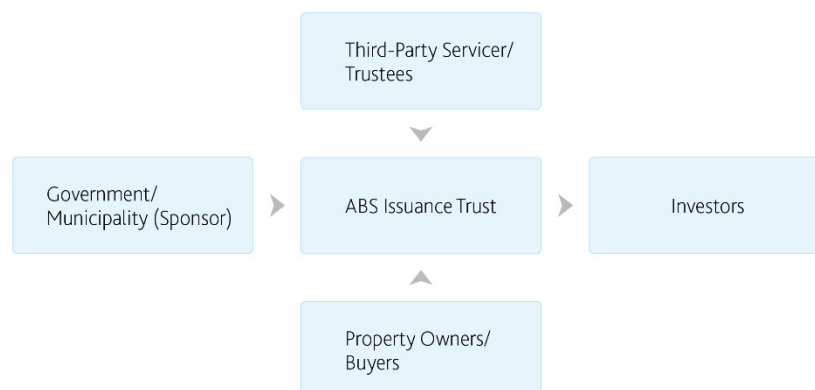 Third-Party Servicer/
Trustees
Government/
Municipality (Sponsor)
ABS Issuance Trust
Investors
Property Owners/
Buyers